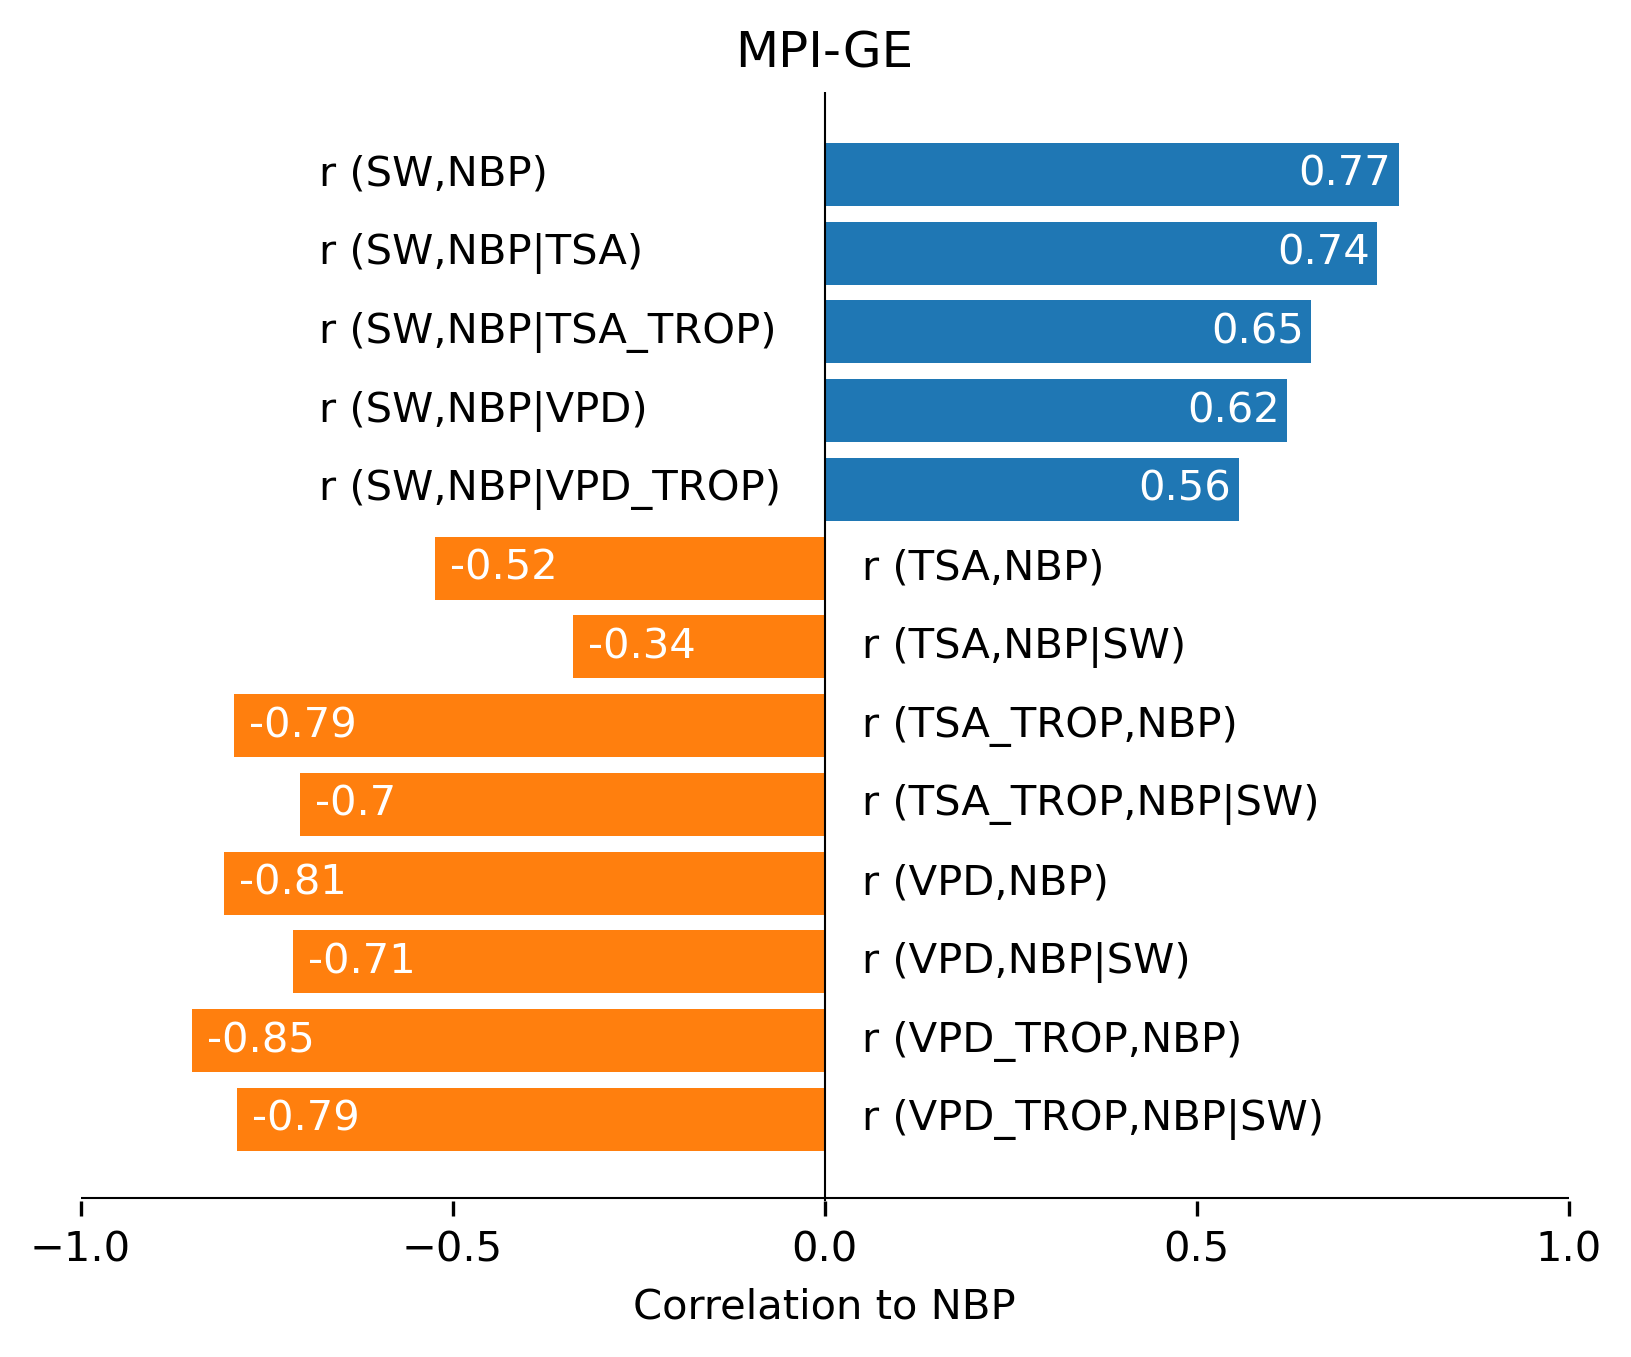 MPI-GE
r (SW,NBP) 0.77
r (SW,NBP|TSA) 0.74
r (SW,NBP|TSA_TROP) 0.65
r (SW,NBP|VPD) 0.62
r (SW,NBP|VPD_TROP) 0.56
-0.52 r (TSA,NBP)
-0.34 r (TSA,NBP|SW)
-0.79 r (TSA_TROP,NBP)
-0.7 r (TSA_TROP,NBP|SW)
-0.81 r (VPD,NBP)
-0.71 r (VPD,NBP|SW)
-0.85 r (VPD_TROP,NBP)
-0.79 r (VPD_TROP,NBP|SW)
−1.0 −0.5 0.0 0.5 1.0
Correlation to NBP